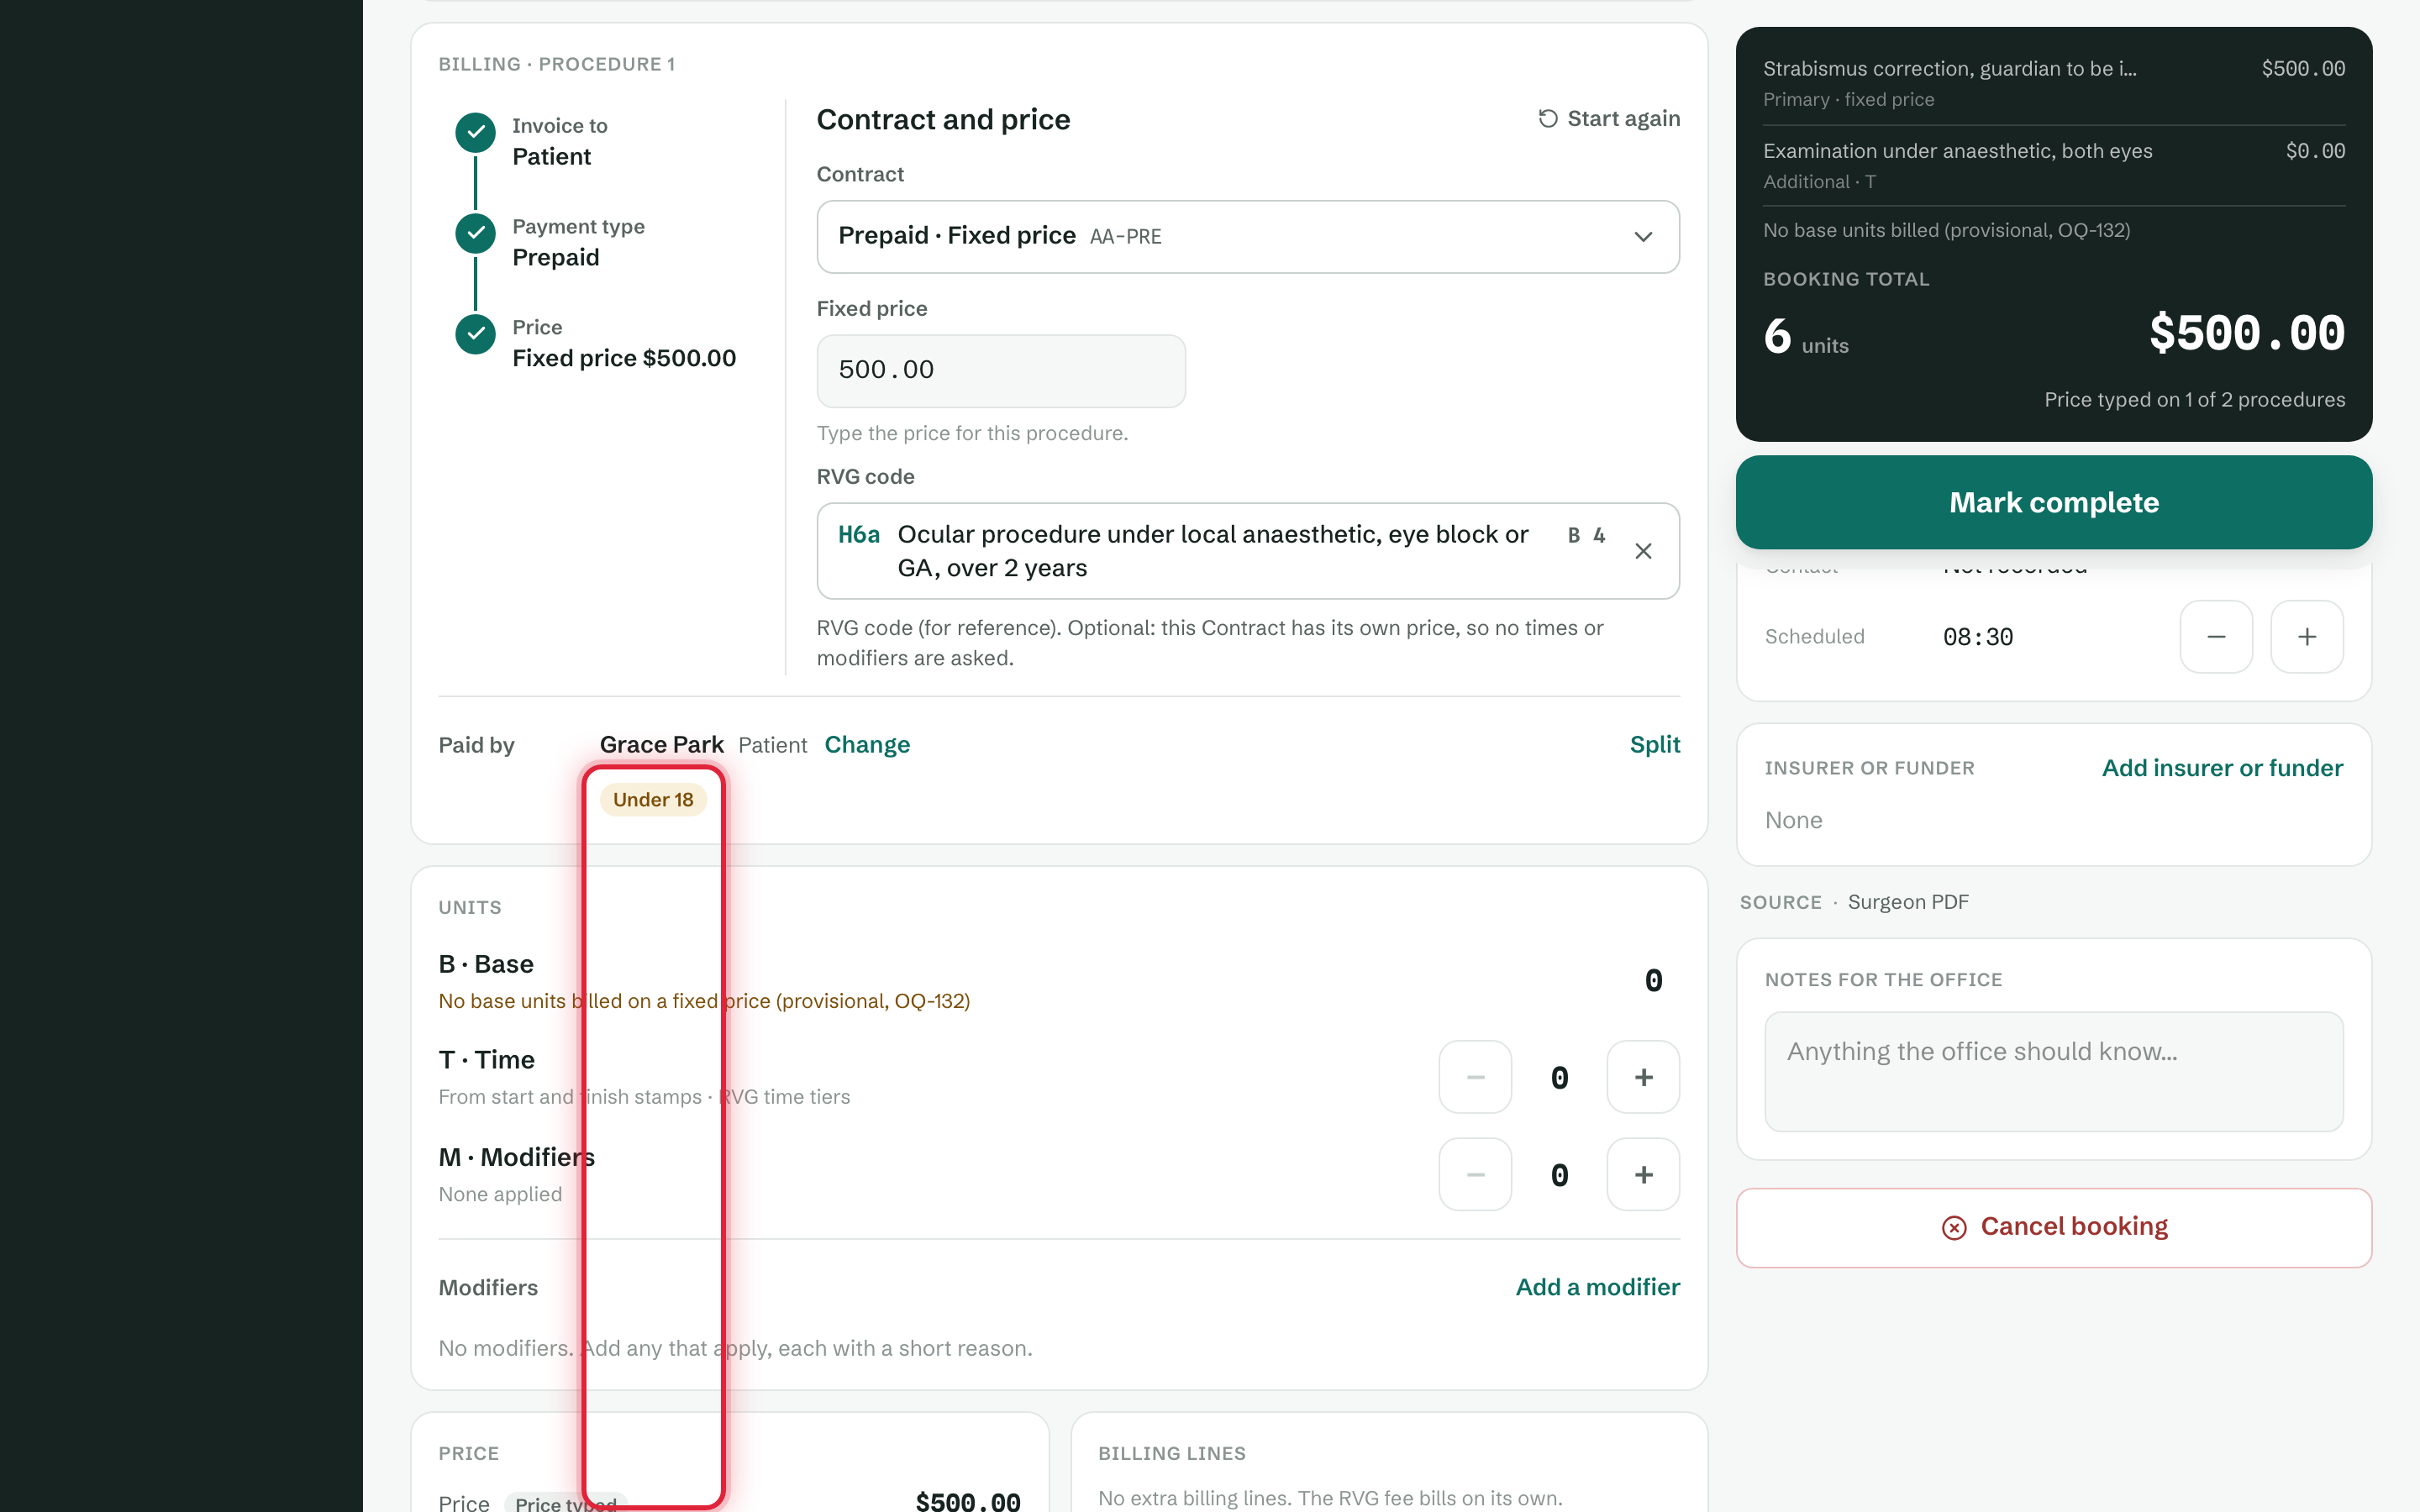 BILLING · PROCEDURE 1
Invoice to
Patient
Payment type
Prepaid
Price
Fixed price $500.00
Contract and price
Start again
Contract
Prepaid · Fixed price AA-PRE
Fixed price
500.00
Type the price for this procedure.
RVG code
H6a Ocular procedure under local anaesthetic, eye block or B 4
GA, over 2 years
RVG code (for reference). Optional: this Contract has its own price, so no times or
modifiers are asked.
Paid by Grace Park Patient Change Split
Under 18
UNITS
B · Base
0
No base units billed on a fixed price (provisional, OQ-132)
T · Time
− 0 +
From start and finish stamps · RVG time tiers
M · Modifiers
− 0 +
None applied
Modifiers Add a modifier
No modifiers. Add any that apply, each with a short reason.
PRICE
Price Price typed $500.00
BILLING LINES
No extra billing lines. The RVG fee bills on its own.
Strabismus correction, guardian to be i... $500.00
Primary · fixed price
Examination under anaesthetic, both eyes $0.00
Additional · T
No base units billed (provisional, OQ-132)
BOOKING TOTAL
6 units $500.00
Price typed on 1 of 2 procedures
Mark complete
Contact Not recorded
Scheduled 08:30 − +
INSURER OR FUNDER Add insurer or funder
None
SOURCE · Surgeon PDF
NOTES FOR THE OFFICE
Anything the office should know...
Cancel booking